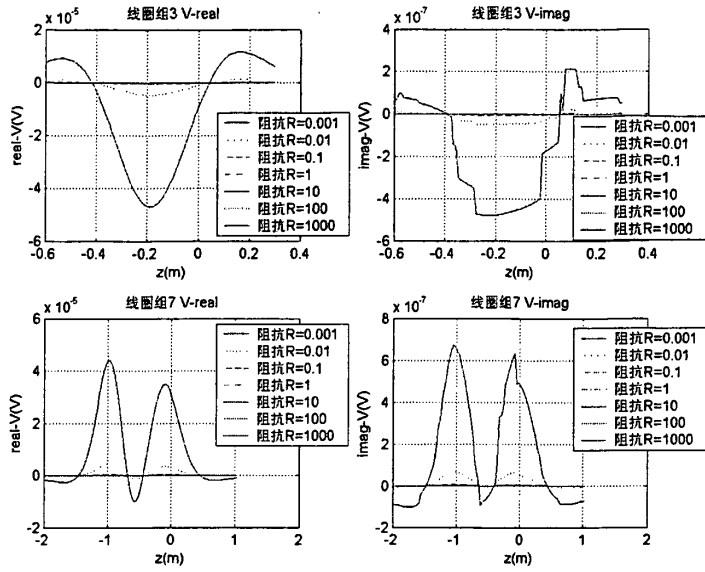 线圈组3 V-real
x 10⁻⁵
2
0
-2
-4
-6
real-V(V)
-0.6 -0.4 -0.2 0 0.2 0.4
z(m)
阻抗R=0.001
阻抗R=0.01
阻抗R=0.1
阻抗R=1
阻抗R=10
阻抗R=100
阻抗R=1000
线圈组3 V-imag
x 10⁻⁷
4
2
0
-2
-4
-6
imag-V(V)
-0.6 -0.4 -0.2 0 0.2 0.4
z(m)
阻抗R=0.001
阻抗R=0.01
阻抗R=0.1
阻抗R=1
阻抗R=10
阻抗R=100
阻抗R=1000
线圈组7 V-real
x 10⁻⁵
6
4
2
0
-2
real-V(V)
-2 -1 0 1 2
z(m)
阻抗R=0.001
阻抗R=0.01
阻抗R=0.1
阻抗R=1
阻抗R=10
阻抗R=100
阻抗R=1000
线圈组7 V-imag
x 10⁻⁷
8
6
4
2
0
-2
imag-V(V)
-2 -1 0 1 2
z(m)
阻抗R=0.001
阻抗R=0.01
阻抗R=0.1
阻抗R=1
阻抗R=10
阻抗R=100
阻抗R=1000